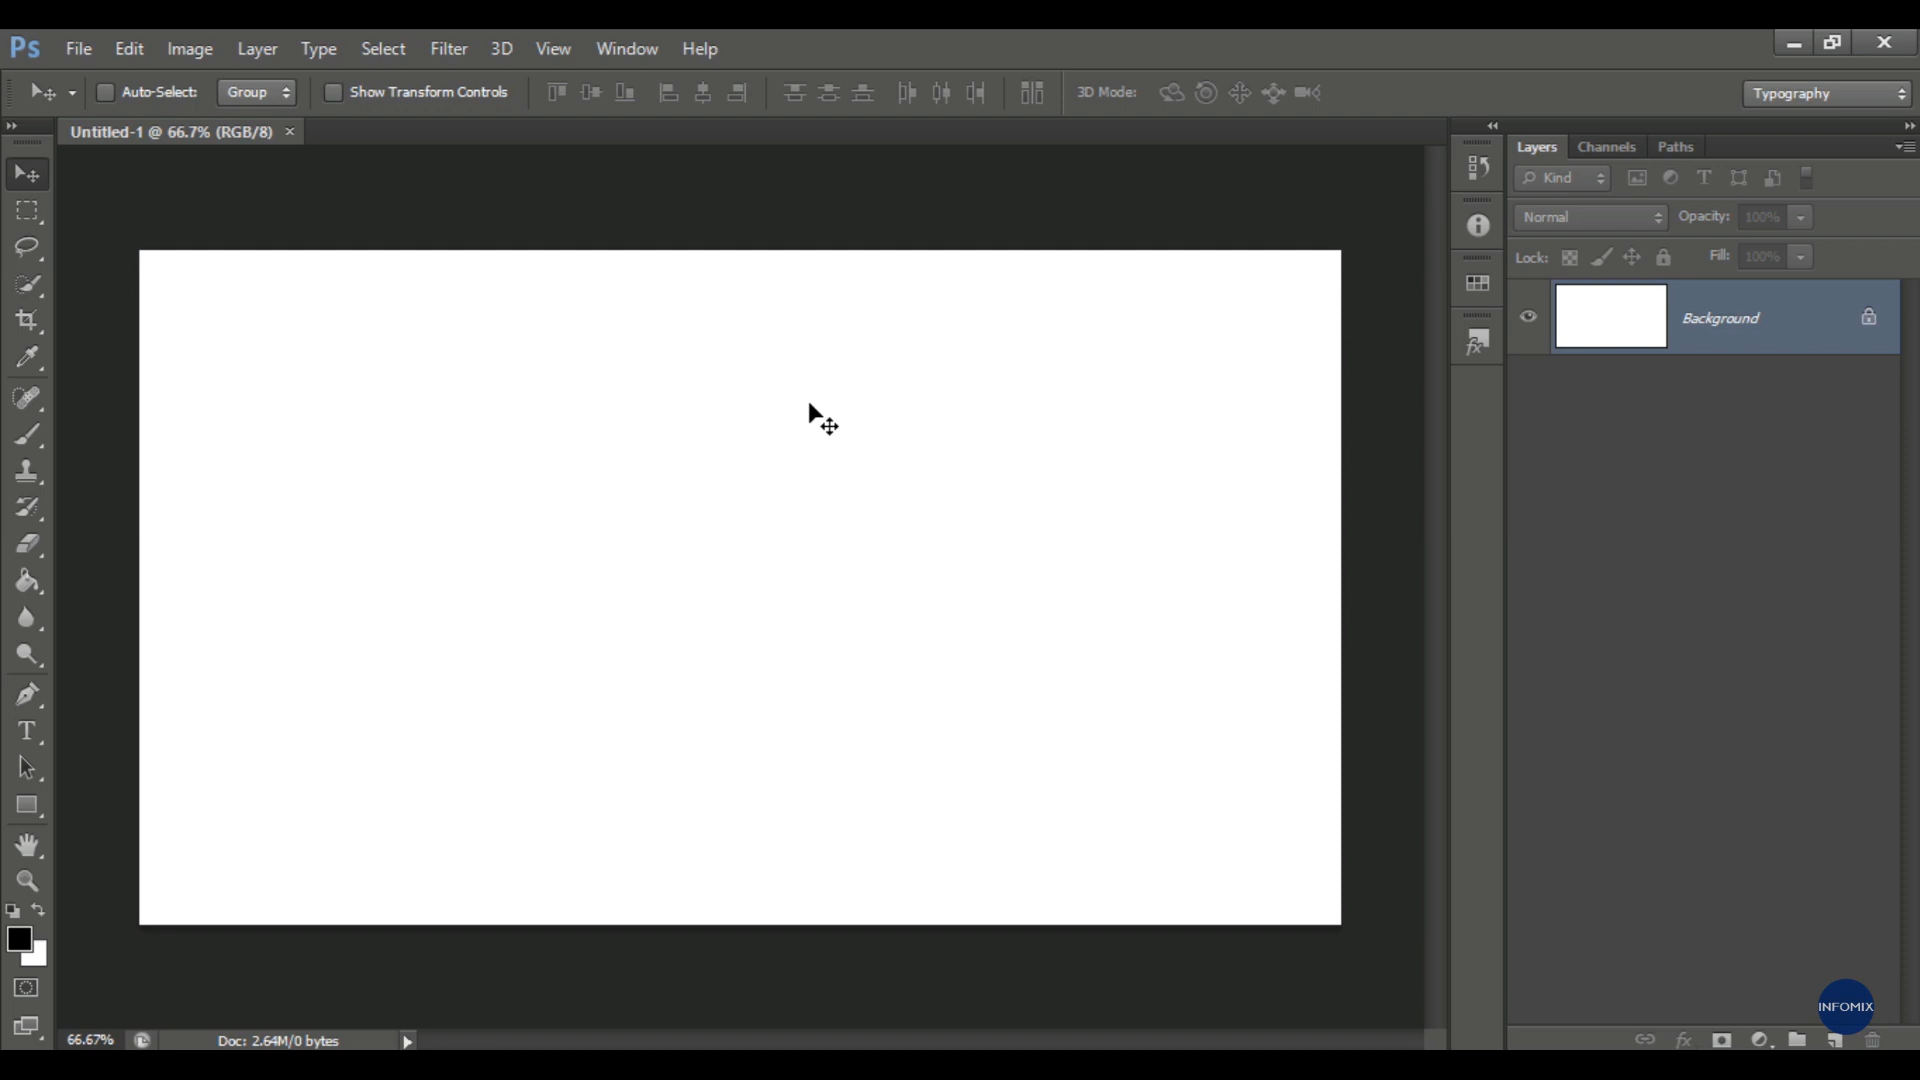 Ps File Edit Image Layer Type Select Filter 3D View Window Help
Auto-Select: Group Show Transform Controls 3D Mode: Typography
Untitled-1 @ 66.7% (RGB/8) ×
Layers Channels Paths
Kind
Normal Opacity: 100%
Lock: Fill: 100%
Background
INFOMIX
66.67% Doc: 2.64M/0 bytes